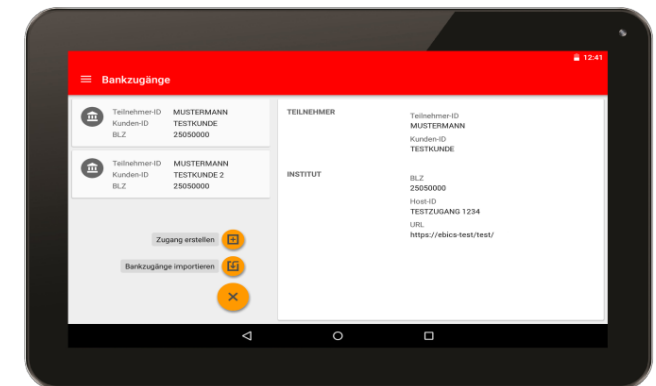 12:41
Bankzugänge
Teilnehmer-ID MUSTERMANN
Kunden-ID TESTKUNDE
BLZ 25050000
Teilnehmer-ID MUSTERMANN
Kunden-ID TESTKUNDE 2
BLZ 25050000
Zugang erstellen
Bankzugänge importieren
TEILNEHMER
Teilnehmer-ID
MUSTERMANN
Kunden-ID
TESTKUNDE
INSTITUT
BLZ
25050000
Host-ID
TESTZUGANG 1234
URL
https://ebics-test/test/